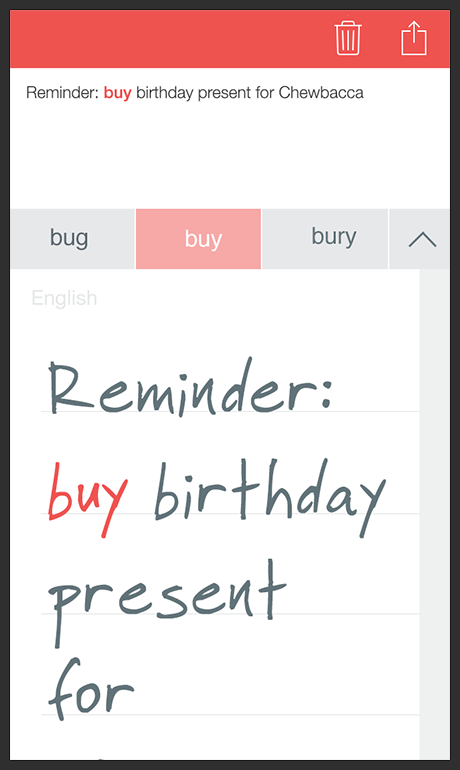 Reminder: buy birthday present for Chewbacca
bug buy bury
English
Reminder:
buy birthday
present
for